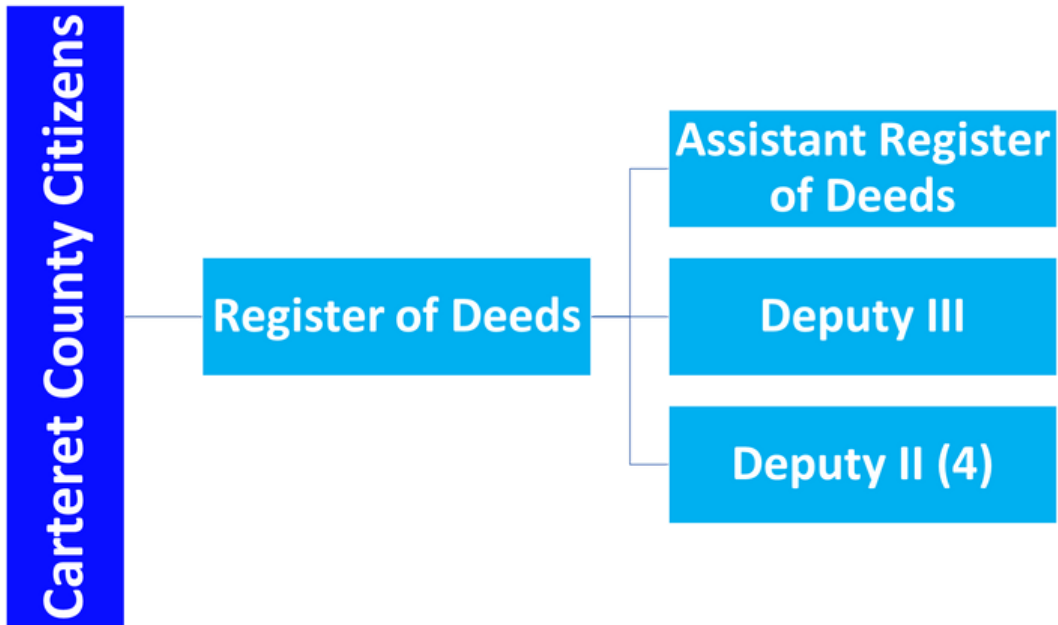 Carteret County Citizens
Register of Deeds
Assistant Register
of Deeds
Deputy III
Deputy II (4)